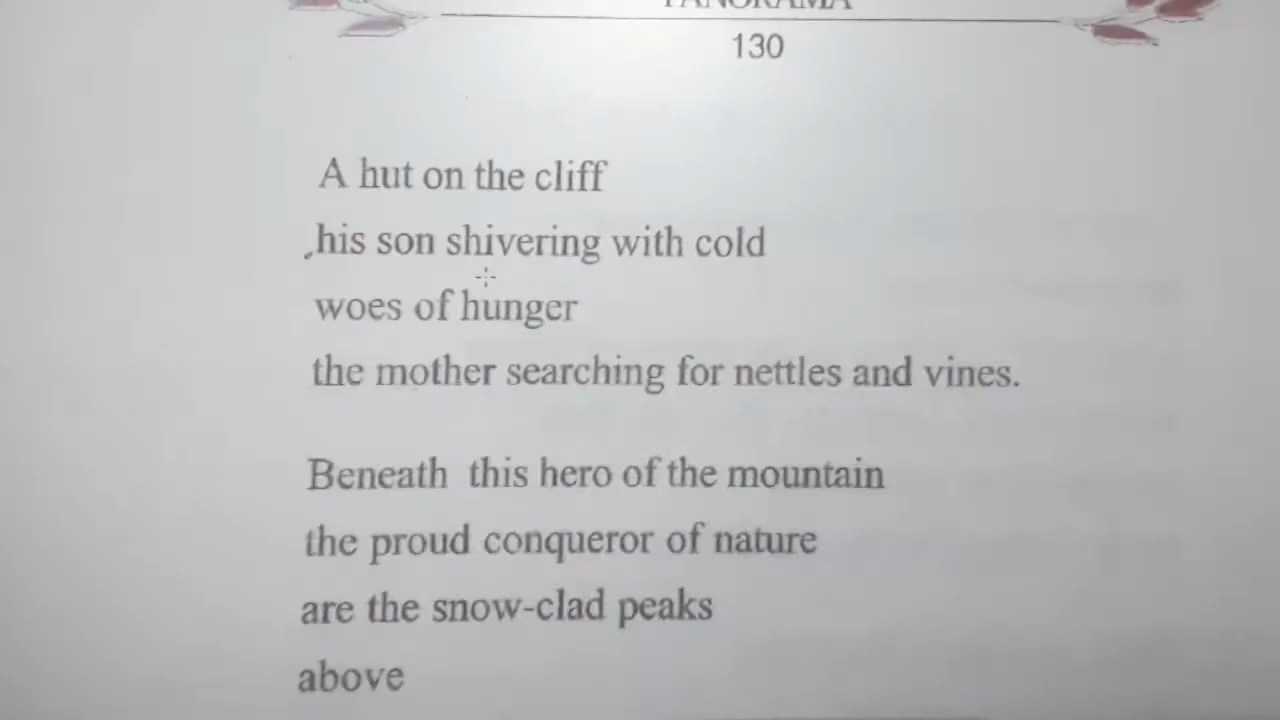 PANORAMA
130
A hut on the cliff
his son shivering with cold
woes of hunger
the mother searching for nettles and vines.
Beneath this hero of the mountain
the proud conqueror of nature
are the snow-clad peaks
above